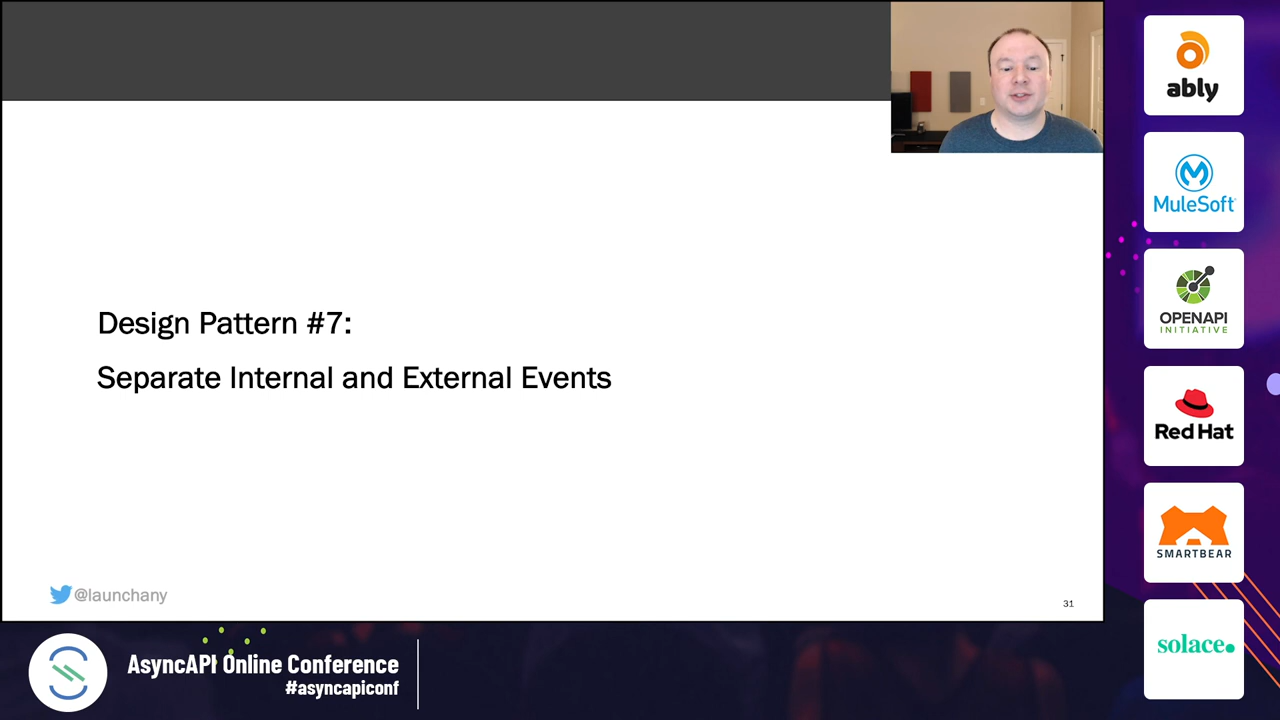 Design Pattern #7:
Separate Internal and External Events
@launchany
31
AsyncAPI Online Conference
#asyncapiconf
ably
MuleSoft
OPENAPI
INITIATIVE
Red Hat
SMARTBEAR
solace.